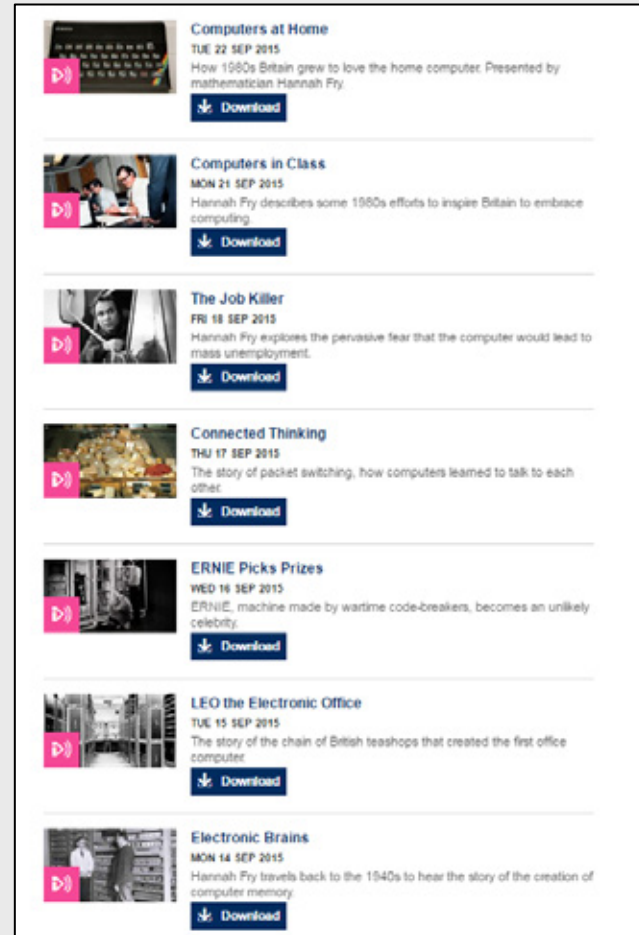 Computers at Home
TUE 22 SEP 2015
How 1980s Britain grew to love the home computer. Presented by
mathematician Hannah Fry.
Download
Computers in Class
MON 21 SEP 2015
Hannah Fry describes some 1980s efforts to inspire Britain to embrace
computing.
Download
The Job Killer
FRI 18 SEP 2015
Hannah Fry explores the pervasive fear that the computer would lead to
mass unemployment.
Download
Connected Thinking
THU 17 SEP 2015
The story of packet switching, how computers learned to talk to each
other.
Download
ERNIE Picks Prizes
WED 16 SEP 2015
ERNIE, machine made by wartime code-breakers, becomes an unlikely
celebrity.
Download
LEO the Electronic Office
TUE 15 SEP 2015
The story of the chain of British teashops that created the first office
computer.
Download
Electronic Brains
MON 14 SEP 2015
Hannah Fry travels back to the 1940s to hear the story of the creation of
computer memory.
Download